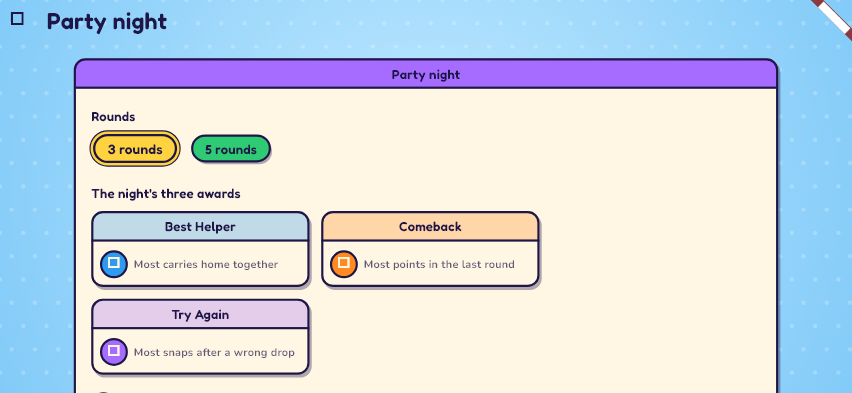 Party night
Party night
Rounds
3 rounds
5 rounds
The night's three awards
Best Helper
Comeback
Most carries home together
Most points in the last round
Try Again
Most snaps after a wrong drop